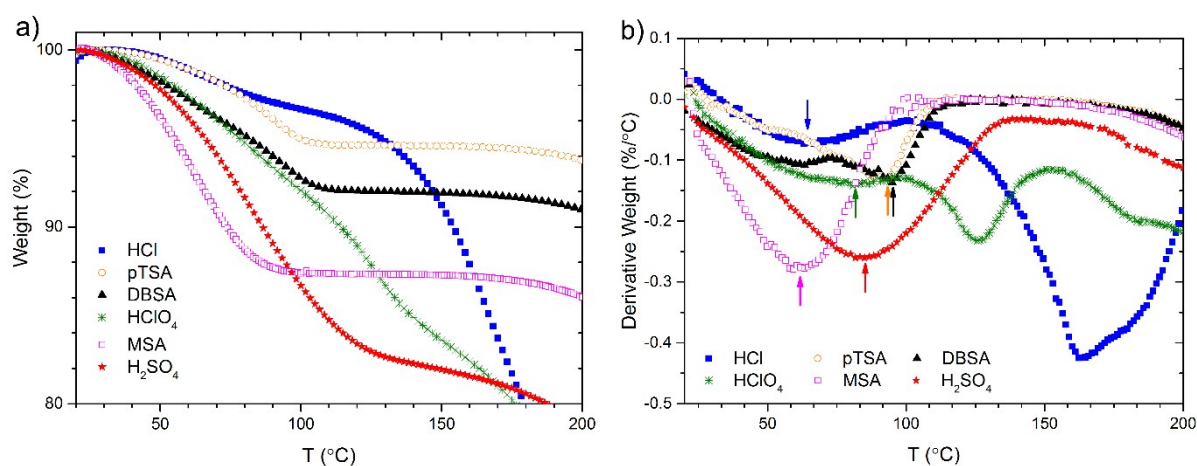 a)
100
90
80
Weight (%)
HCl
pTSA
DBSA
HClO₄
MSA
H₂SO₄
50 100 150 200
T (°C)
b)
0.1
0.0
-0.1
-0.2
-0.3
-0.4
-0.5
Derivative Weight (%/°C)
HCl pTSA DBSA
HClO₄ MSA H₂SO₄
50 100 150 200
T (°C)